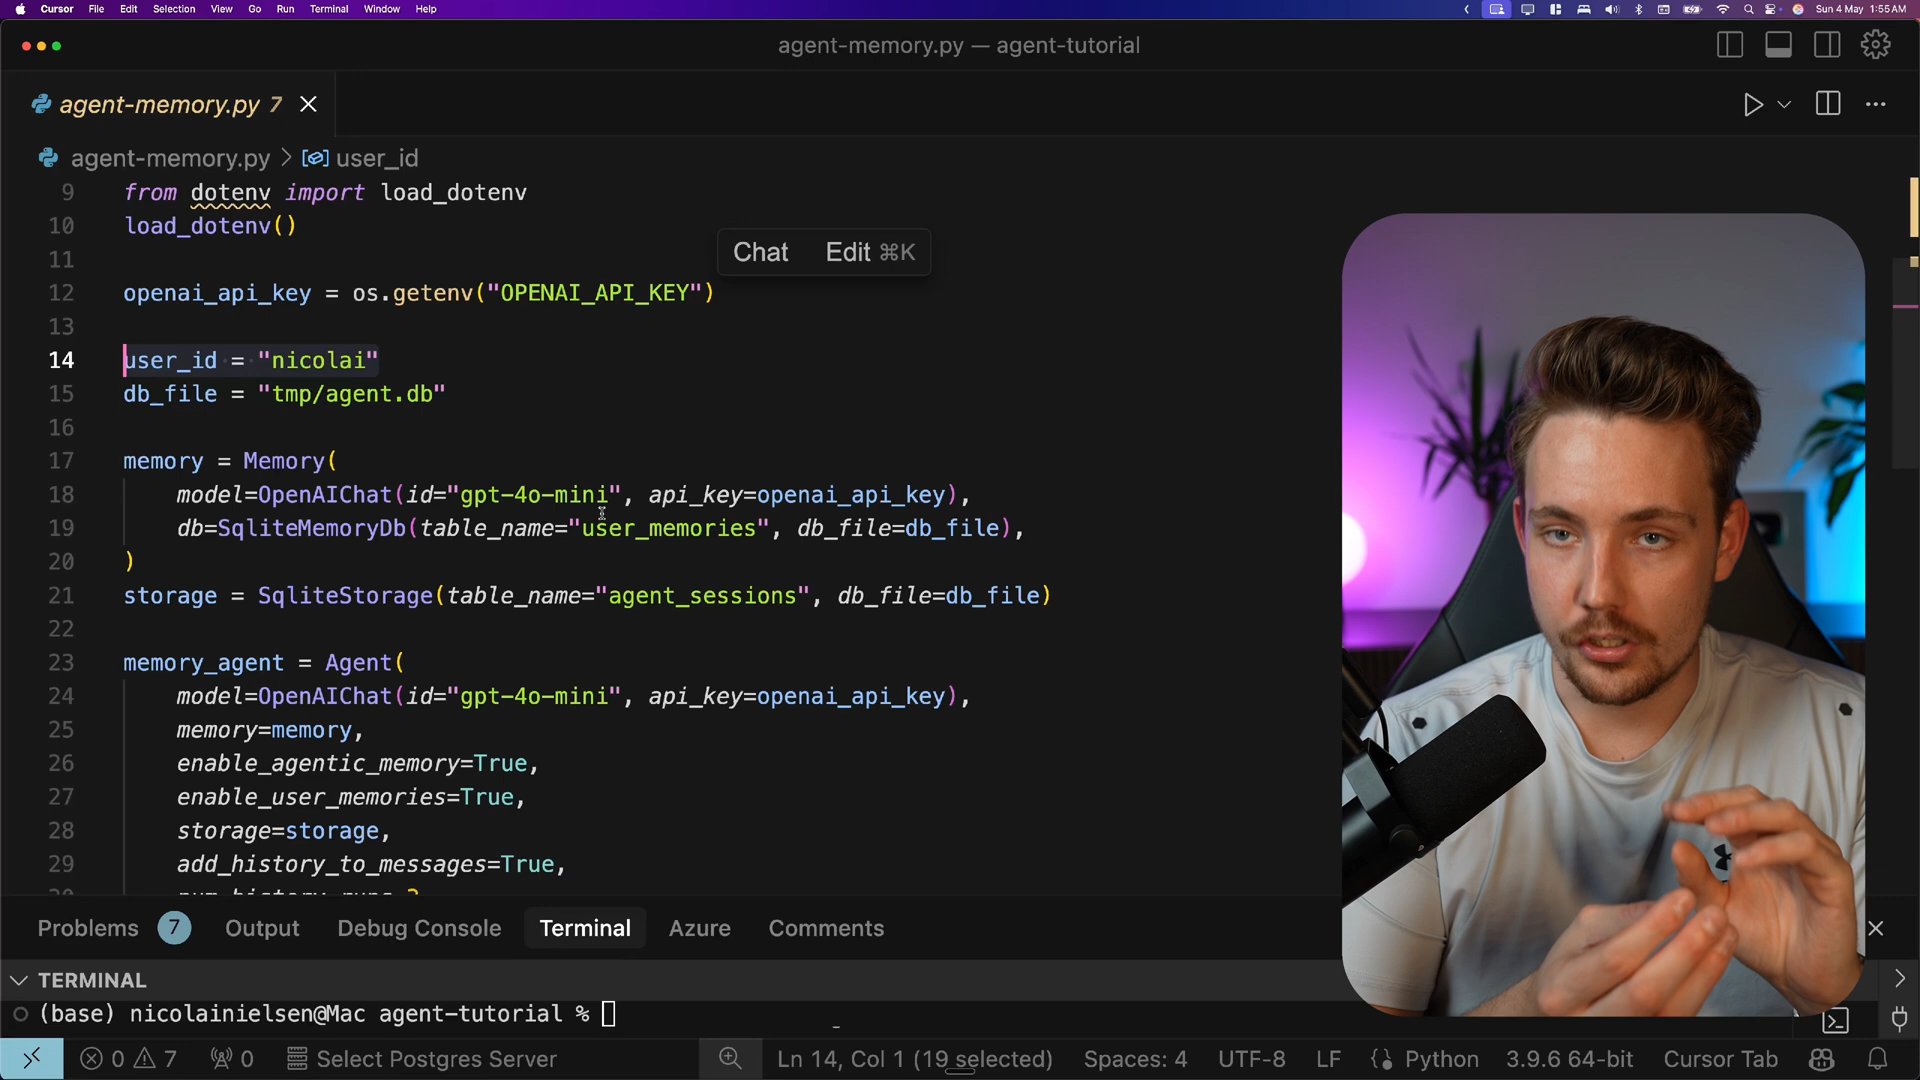 Cursor File Edit Selection View Go Run Terminal Window Help Sun 4 May 1:55 AM
agent-memory.py — agent-tutorial
agent-memory.py 7
agent-memory.py > user_id
9 from dotenv import load_dotenv
10 load_dotenv()
11
Chat Edit ⌘K
12 openai_api_key = os.getenv("OPENAI_API_KEY")
13
14 user_id = "nicolai"
15 db_file = "tmp/agent.db"
16
17 memory = Memory(
18 model=OpenAIChat(id="gpt-4o-mini", api_key=openai_api_key),
19 db=SqliteMemoryDb(table_name="user_memories", db_file=db_file),
20 )
21 storage = SqliteStorage(table_name="agent_sessions", db_file=db_file)
22
23 memory_agent = Agent(
24 model=OpenAIChat(id="gpt-4o-mini", api_key=openai_api_key),
25 memory=memory,
26 enable_agentic_memory=True,
27 enable_user_memories=True,
28 storage=storage,
29 add_history_to_messages=True,
Problems 7 Output Debug Console Terminal Azure Comments
TERMINAL
(base) nicolainielsen@Mac agent-tutorial %
0 7 0 Select Postgres Server Ln 14, Col 1 (19 selected) Spaces: 4 UTF-8 LF {} Python 3.9.6 64-bit Cursor Tab